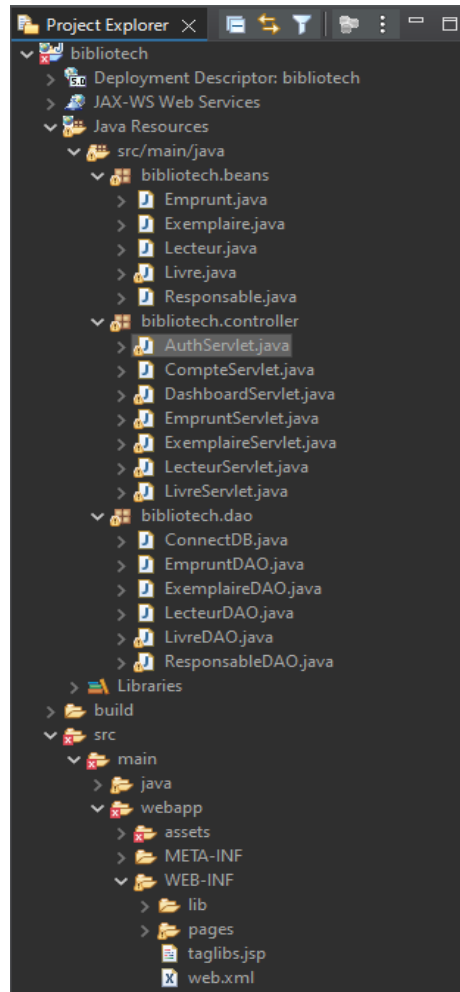 Project Explorer
bibliotech
Deployment Descriptor: bibliotech
JAX-WS Web Services
Java Resources
src/main/java
bibliotech.beans
Emprunt.java
Exemplaire.java
Lecteur.java
Livre.java
Responsable.java
bibliotech.controller
AuthServlet.java
CompteServlet.java
DashboardServlet.java
EmpruntServlet.java
ExemplaireServlet.java
LecteurServlet.java
LivreServlet.java
bibliotech.dao
ConnectDB.java
EmpruntDAO.java
ExemplaireDAO.java
LecteurDAO.java
LivreDAO.java
ResponsableDAO.java
Libraries
build
src
main
java
webapp
assets
META-INF
WEB-INF
lib
pages
taglibs.jsp
web.xml